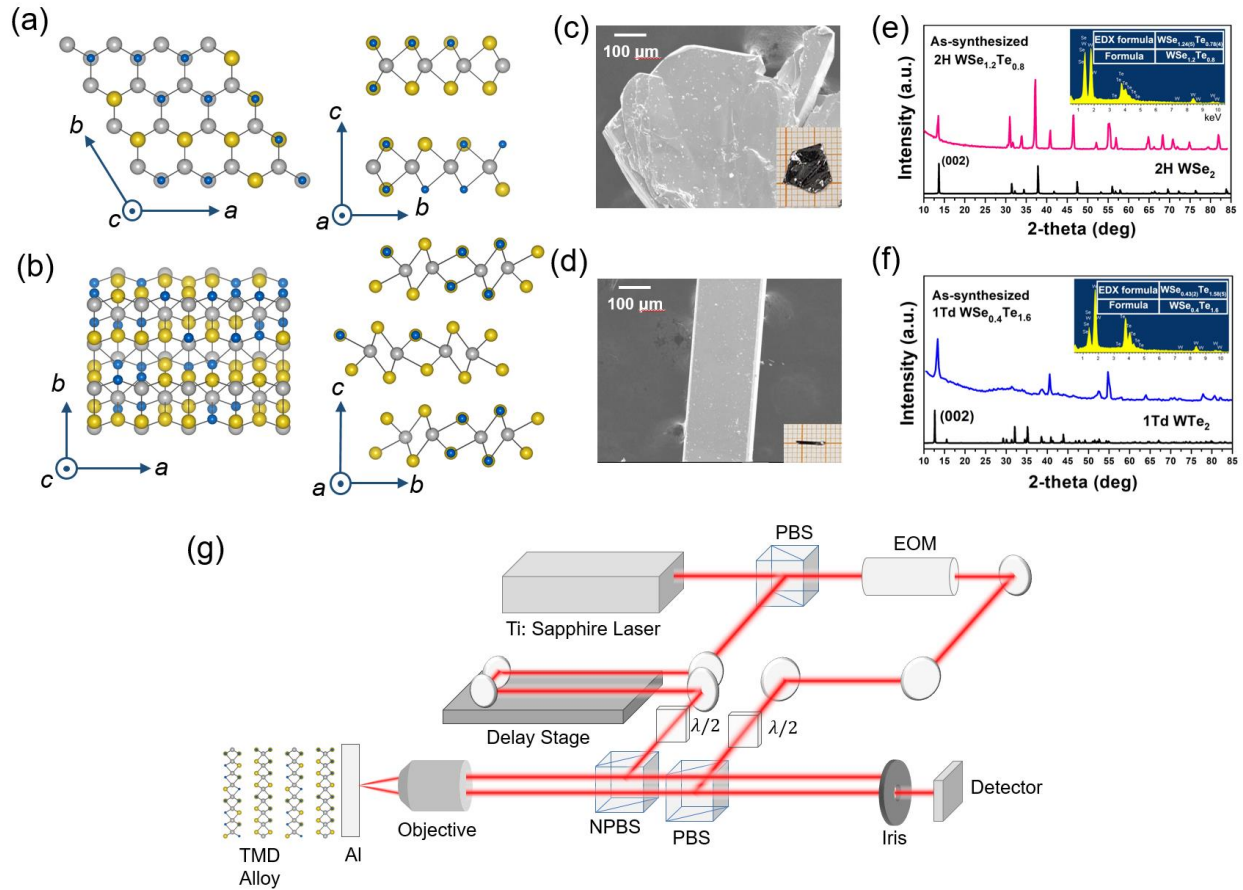 (a)
b
a
c
c
b
a
(b)
b
a
c
c
b
a
(c)
100 µm
(d)
100 µm
(e)
As-synthesized
2H WSe1.2Te0.8
EDX formula WSe1.24(5)Te0.78(4)
Formula WSe1.2Te0.8
keV
(002)
2H WSe2
Intensity (a.u.)
10 15 20 25 30 35 40 45 50 55 60 65 70 75 80 85
2-theta (deg)
(f)
As-synthesized
1Td WSe0.4Te1.6
EDX formula WSe0.43(2)Te1.58(5)
Formula WSe0.4Te1.6
(002)
1Td WTe2
Intensity (a.u.)
10 15 20 25 30 35 40 45 50 55 60 65 70 75 80 85
2-theta (deg)
(g)
PBS
EOM
Ti: Sapphire Laser
λ/2
λ/2
Delay Stage
Detector
Objective
NPBS
PBS
Iris
TMD
Alloy
Al